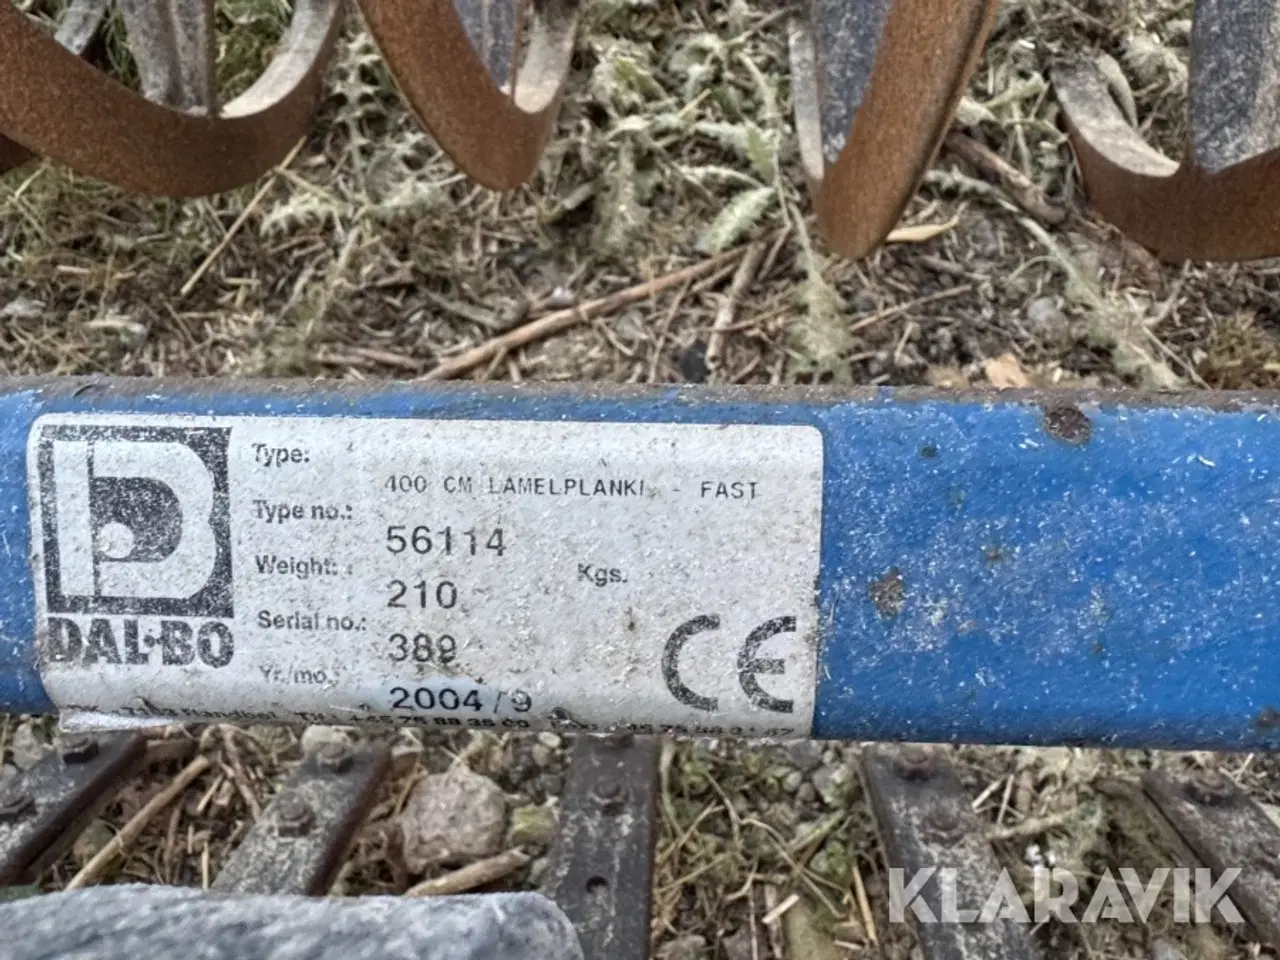 DAL-BO
Type:
400 CM LAMELPLANKE - FAST
Type no.:
56114
Weight:
210 Kgs.
Serial no.:
389
Yr./mo.:
2004/9
CE
KLARAVIK